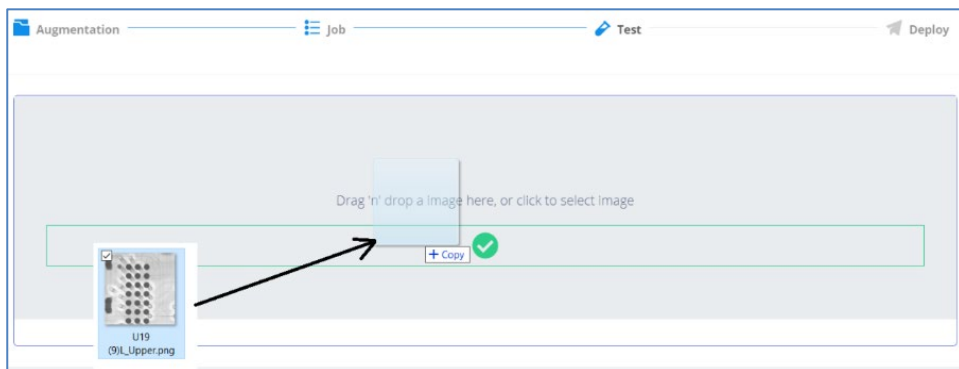 Augmentation
Job
Test
Deploy
Drag 'n' drop a image here, or click to select image
+ Copy
U19
(9)L_Upper.png